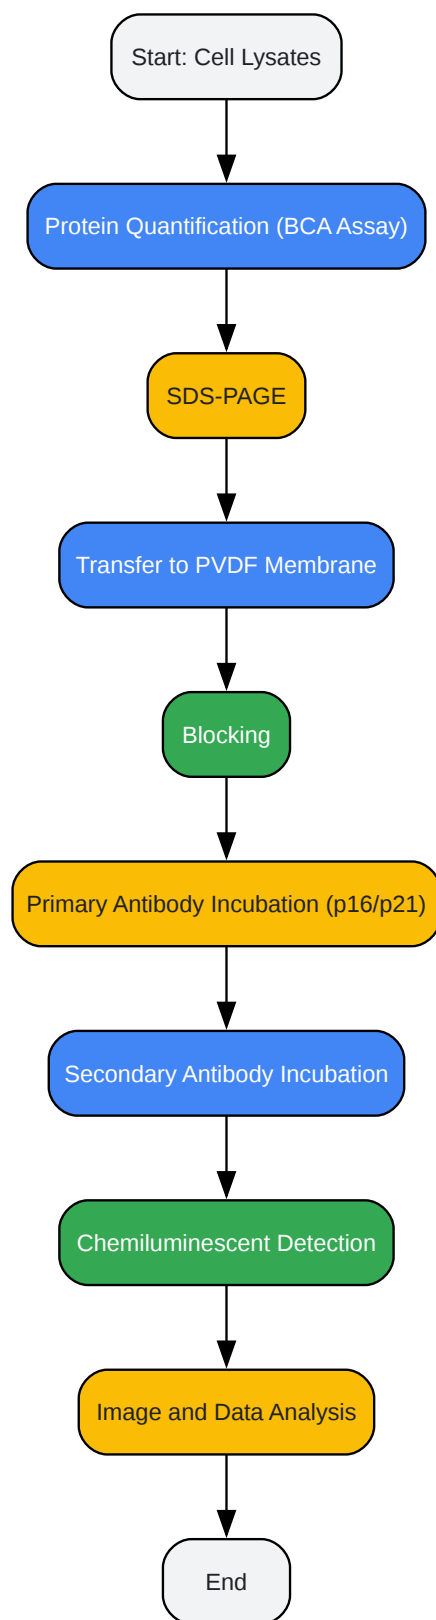 Start: Cell Lysates
Protein Quantification (BCA Assay)
SDS-PAGE
Transfer to PVDF Membrane
Blocking
Primary Antibody Incubation (p16/p21)
Secondary Antibody Incubation
Chemiluminescent Detection
Image and Data Analysis
End